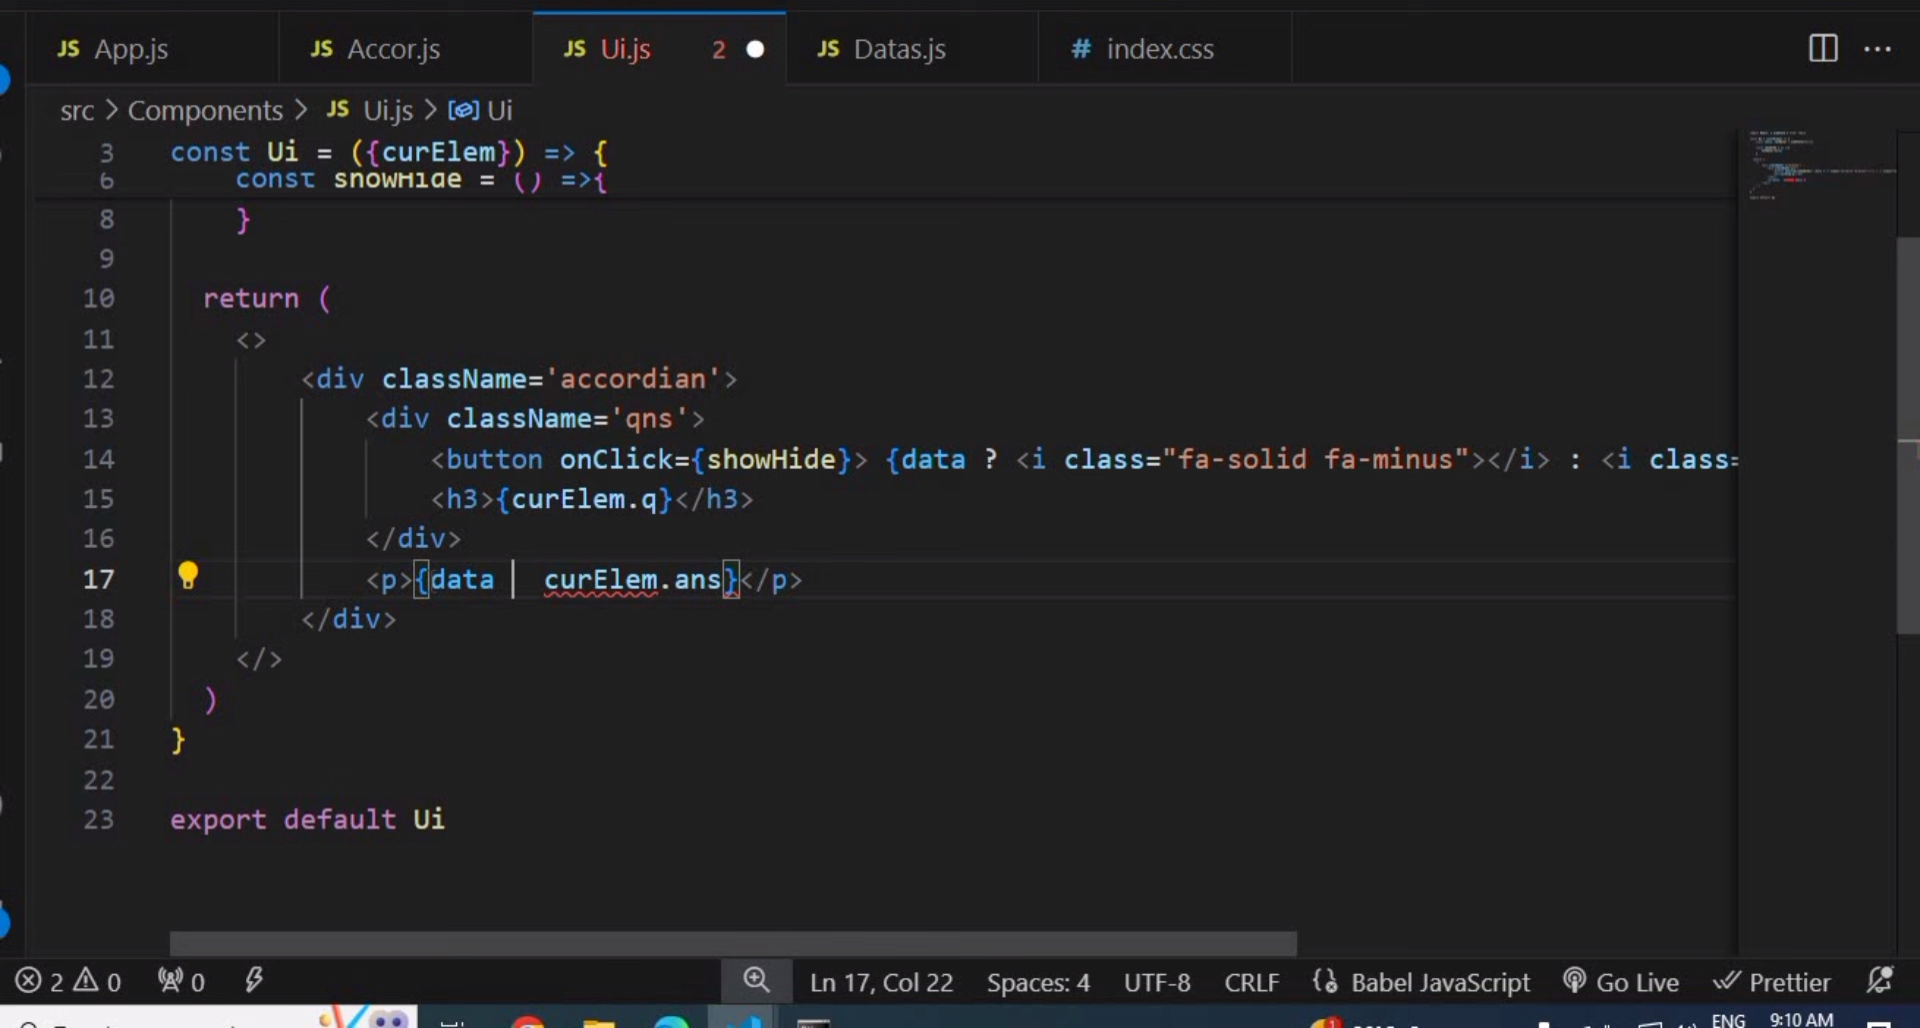 JS App.js JS Accor.js JS Ui.js 2 JS Datas.js # index.css
src > Components > JS Ui.js > Ui
3 const Ui = ({curElem}) => {
6 const showHide = () =>{
8 }
9
10 return (
11 <>
12 <div className='accordian'>
13 <div className='qns'>
14 <button onClick={showHide}> {data ? <i class="fa-solid fa-minus"></i> : <i class=
15 <h3>{curElem.q}</h3>
16 </div>
17 <p>{data curElem.ans}</p>
18 </div>
19 </>
20 )
21 }
22
23 export default Ui
2 0 0 Ln 17, Col 22 Spaces: 4 UTF-8 CRLF Babel JavaScript Go Live Prettier
ENG 9:10 AM